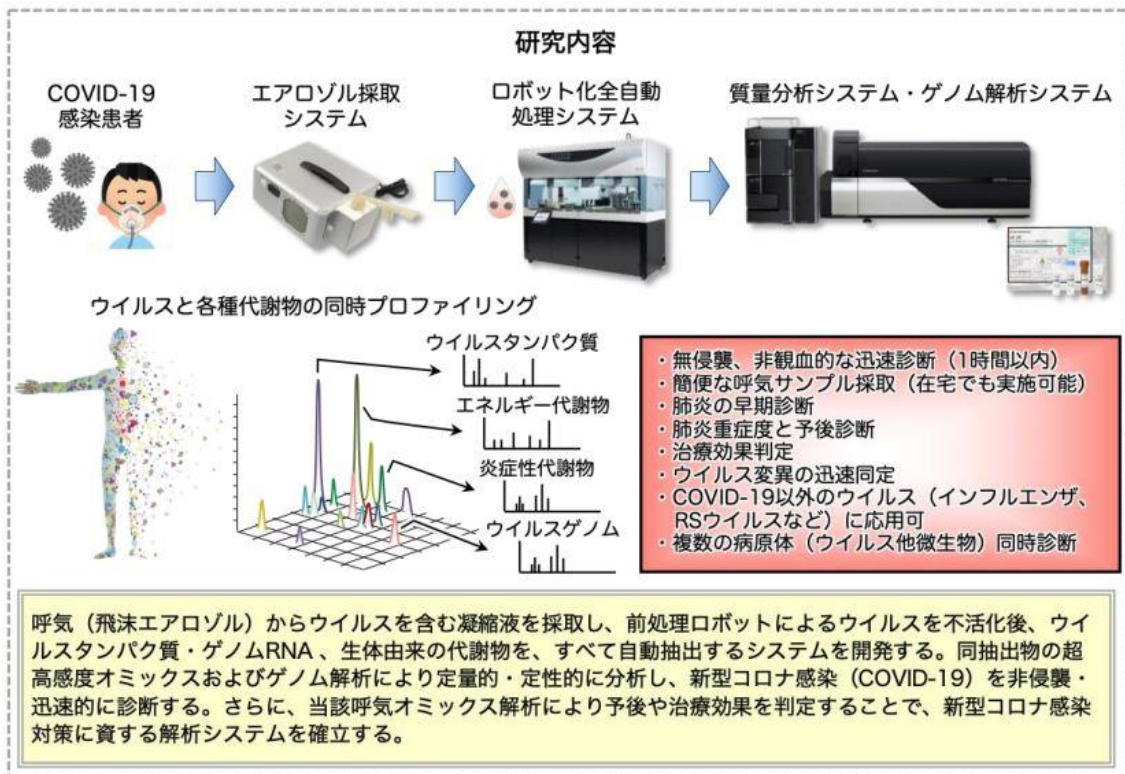 研究内容
COVID-19
感染患者
エアロゾル採取
システム
ロボット化全自動
処理システム
質量分析システム・ゲノム解析システム
ウイルスと各種代謝物の同時プロファイリング
ウイルスタンパク質
エネルギー代謝物
炎症性代謝物
ウイルスゲノム
・無侵襲、非観血的な迅速診断（1時間以内）
・簡便な呼気サンプル採取（在宅でも実施可能）
・肺炎の早期診断
・肺炎重症度と予後診断
・治療効果判定
・ウイルス変異の迅速同定
・COVID-19以外のウイルス（インフルエンザ、
RSウイルスなど）に応用可
・複数の病原体（ウイルス他微生物）同時診断
呼気（飛沫エアロゾル）からウイルスを含む凝縮液を採取し、前処理ロボットによるウイルスを不活化後、ウイ
ルスタンパク質・ゲノムRNA 、生体由来の代謝物を、すべて自動抽出するシステムを開発する。同抽出物の超
高感度オミックスおよびゲノム解析により定量的・定性的に分析し、新型コロナ感染（COVID-19）を非侵襲・
迅速的に診断する。さらに、当該呼気オミックス解析により予後や治療効果を判定することで、新型コロナ感染
対策に資する解析システムを確立する。